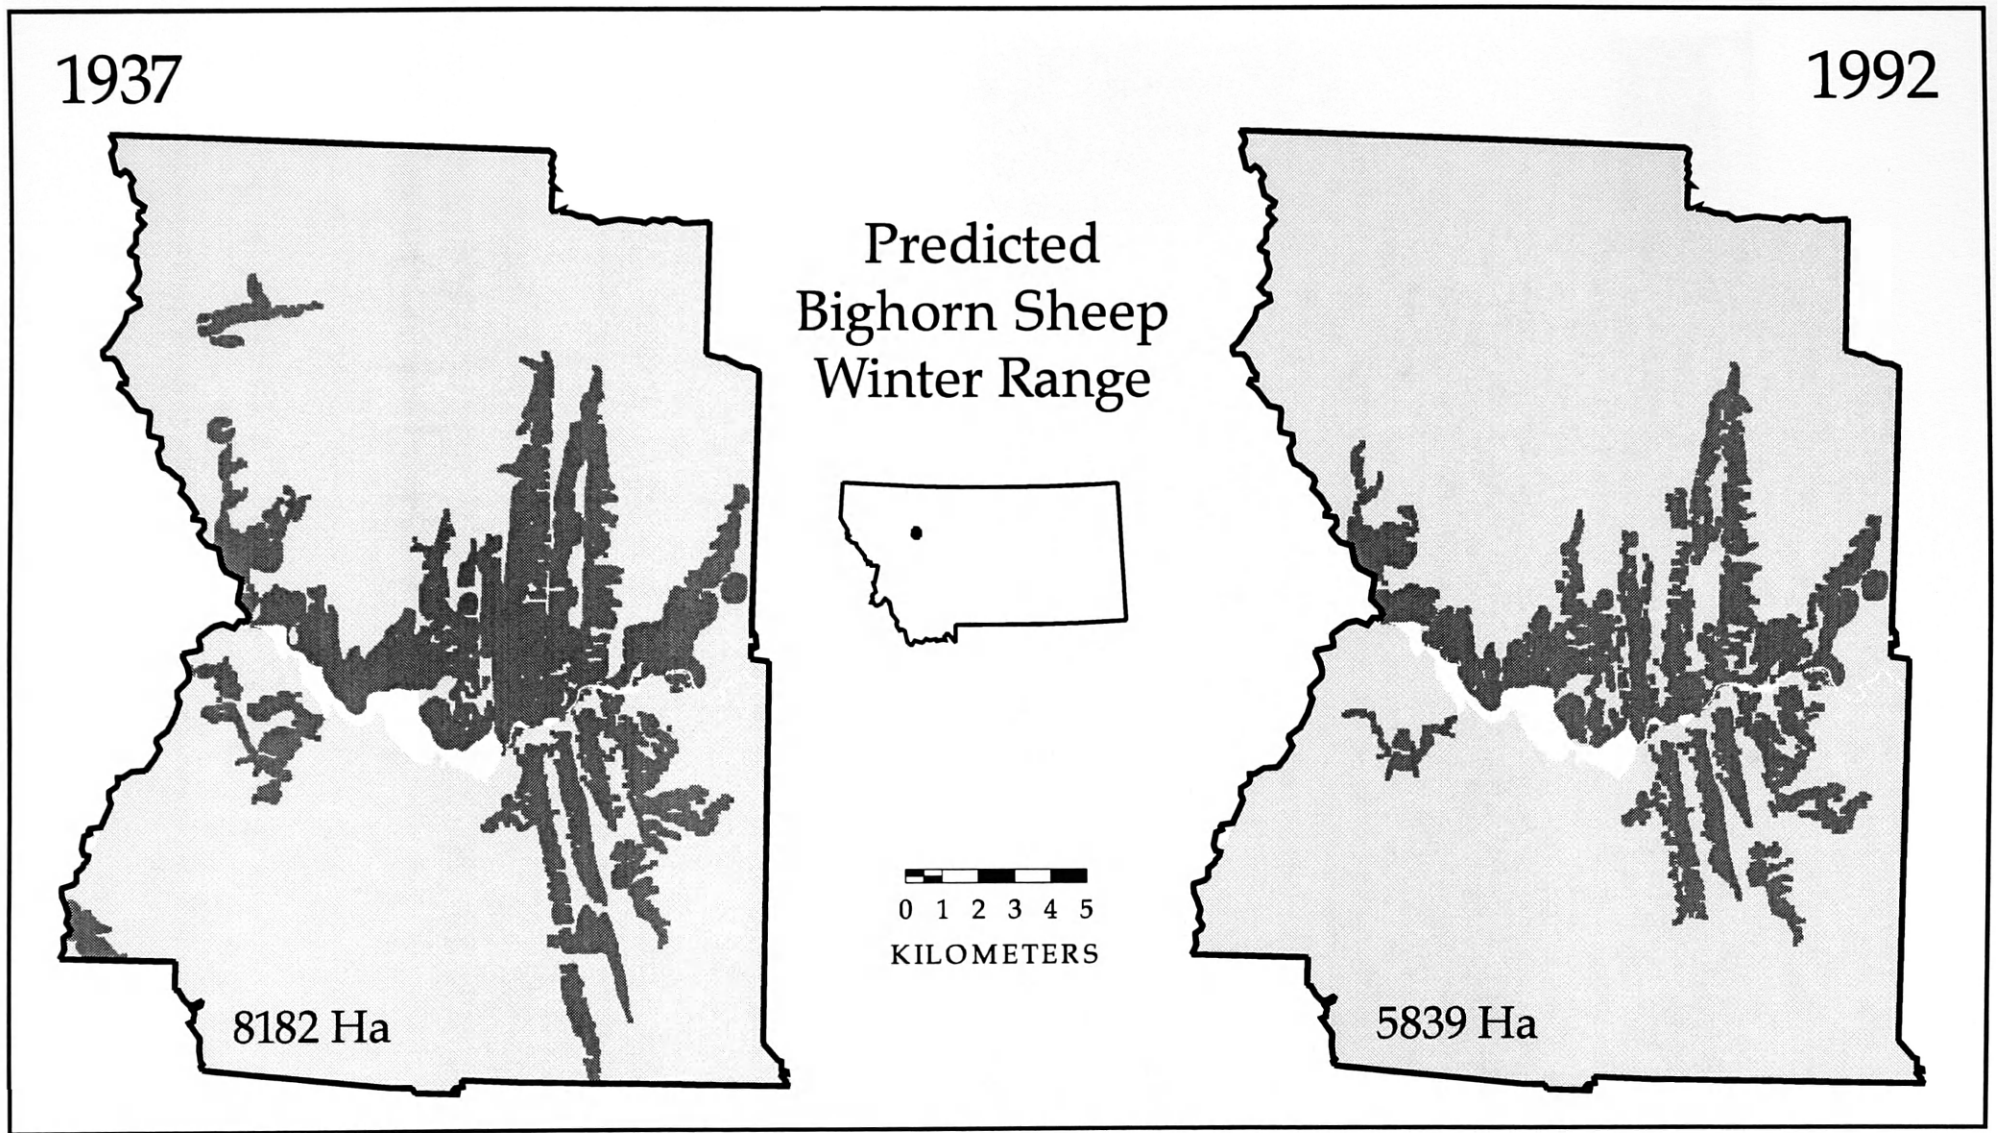 1937
1992
Predicted
Bighorn Sheep
Winter Range
0 1 2 3 4 5
KILOMETERS
8182 Ha
5839 Ha